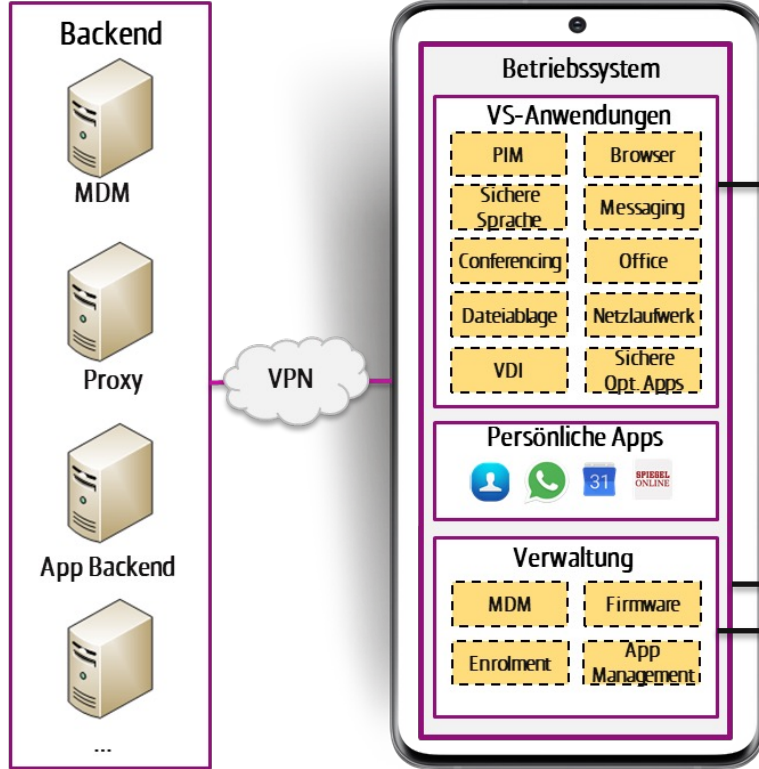 Backend
MDM
Proxy
App Backend
...
VPN
Betriebssystem
VS-Anwendungen
PIM
Browser
Sichere
Sprache
Messaging
Conferencing
Office
Dateiablage
Netzlaufwerk
VDI
Sichere
Opt. Apps
Persönliche Apps
31
SPIEGEL
ONLINE
Verwaltung
MDM
Firmware
Enrolment
App
Management